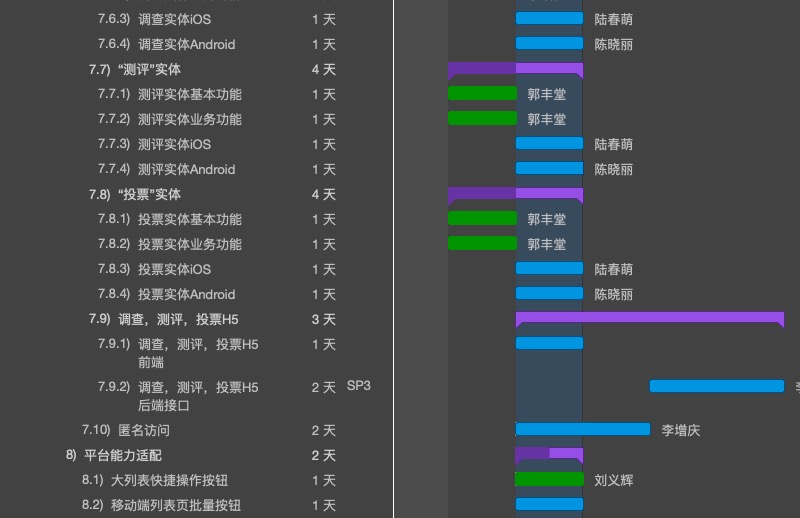 7.6.3) 调查实体iOS 1 天 陆春萌
7.6.4) 调查实体Android 1 天 陈晓丽
7.7) “测评”实体 4 天
7.7.1) 测评实体基本功能 1 天 郭丰堂
7.7.2) 测评实体业务功能 1 天 郭丰堂
7.7.3) 测评实体iOS 1 天 陆春萌
7.7.4) 测评实体Android 1 天 陈晓丽
7.8) “投票”实体 4 天
7.8.1) 投票实体基本功能 1 天 郭丰堂
7.8.2) 投票实体业务功能 1 天 郭丰堂
7.8.3) 投票实体iOS 1 天 陆春萌
7.8.4) 投票实体Android 1 天 陈晓丽
7.9) 调查，测评，投票H5 3 天
7.9.1) 调查，测评，投票H5 1 天
前端
7.9.2) 调查，测评，投票H5 2 天 SP3
后端接口
7.10) 匿名访问 2 天 李增庆
8) 平台能力适配 2 天
8.1) 大列表快捷操作按钮 1 天 刘义辉
8.2) 移动端列表页批量按钮 1 天